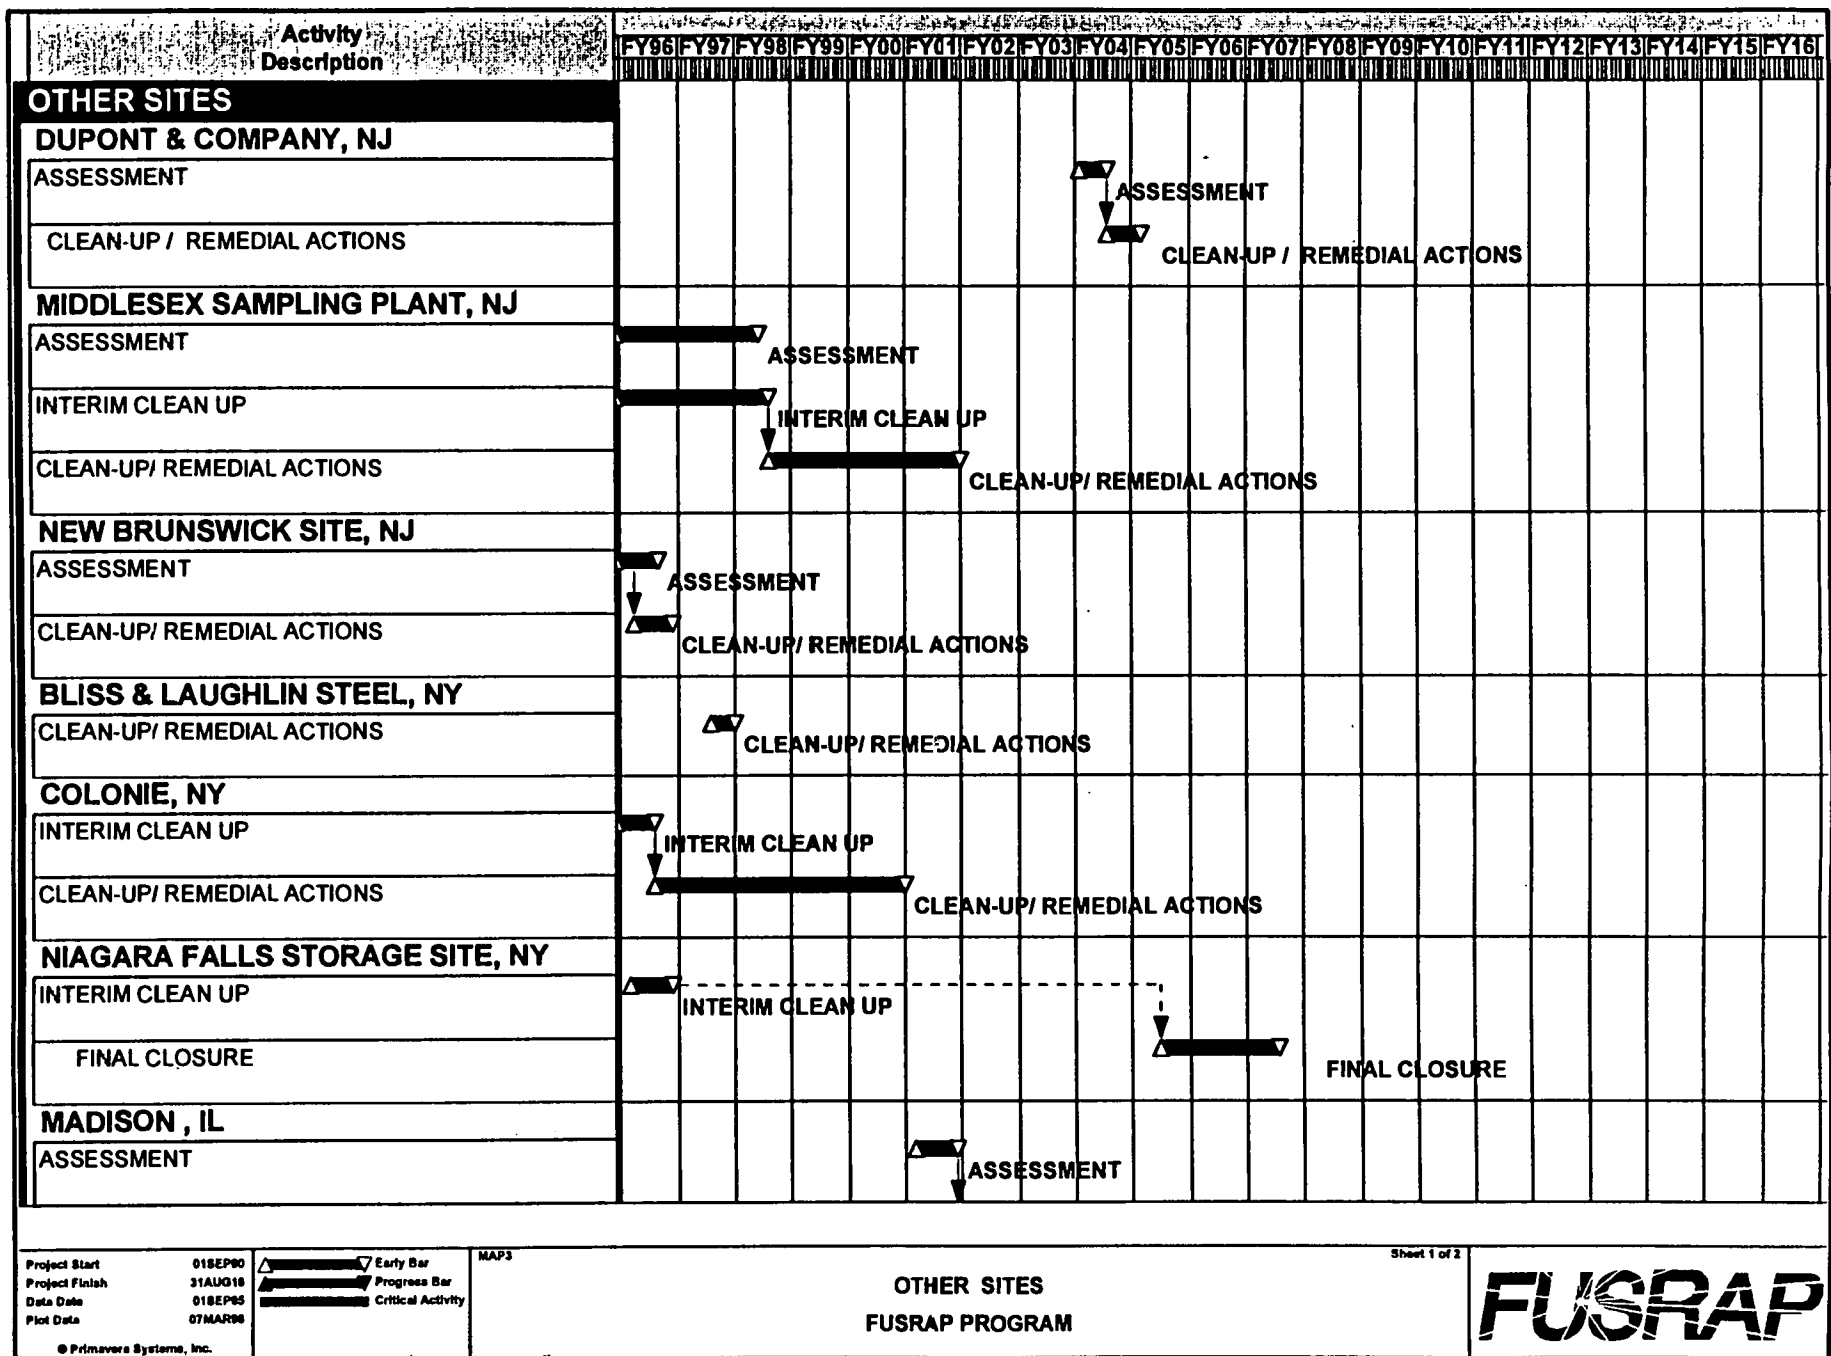 Activity
Description
FY96 FY97 FY98 FY99 FY00 FY01 FY02 FY03 FY04 FY05 FY06 FY07 FY08 FY09 FY10 FY11 FY12 FY13 FY14 FY15 FY16
OTHER SITES
DUPONT & COMPANY, NJ
ASSESSMENT
ASSESSMENT
CLEAN-UP / REMEDIAL ACTIONS
CLEAN-UP / REMEDIAL ACTIONS
MIDDLESEX SAMPLING PLANT, NJ
ASSESSMENT
ASSESSMENT
INTERIM CLEAN UP
INTERIM CLEAN UP
CLEAN-UP/ REMEDIAL ACTIONS
CLEAN-UP/ REMEDIAL ACTIONS
NEW BRUNSWICK SITE, NJ
ASSESSMENT
ASSESSMENT
CLEAN-UP/ REMEDIAL ACTIONS
CLEAN-UP/ REMEDIAL ACTIONS
BLISS & LAUGHLIN STEEL, NY
CLEAN-UP/ REMEDIAL ACTIONS
CLEAN-UP/ REMEDIAL ACTIONS
COLONIE, NY
INTERIM CLEAN UP
INTERIM CLEAN UP
CLEAN-UP/ REMEDIAL ACTIONS
CLEAN-UP/ REMEDIAL ACTIONS
NIAGARA FALLS STORAGE SITE, NY
INTERIM CLEAN UP
INTERIM CLEAN UP
FINAL CLOSURE
FINAL CLOSURE
MADISON , IL
ASSESSMENT
ASSESSMENT
Project Start
Project Finish 31AUG16
Data Date 01SEP95
Plot Date 07MAR96
© Primavera Systems, Inc.
Early Bar
Progress Bar
Critical Activity
MAP3
OTHER SITES
FUSRAP PROGRAM
Sheet 1 of 2
FUSRAP